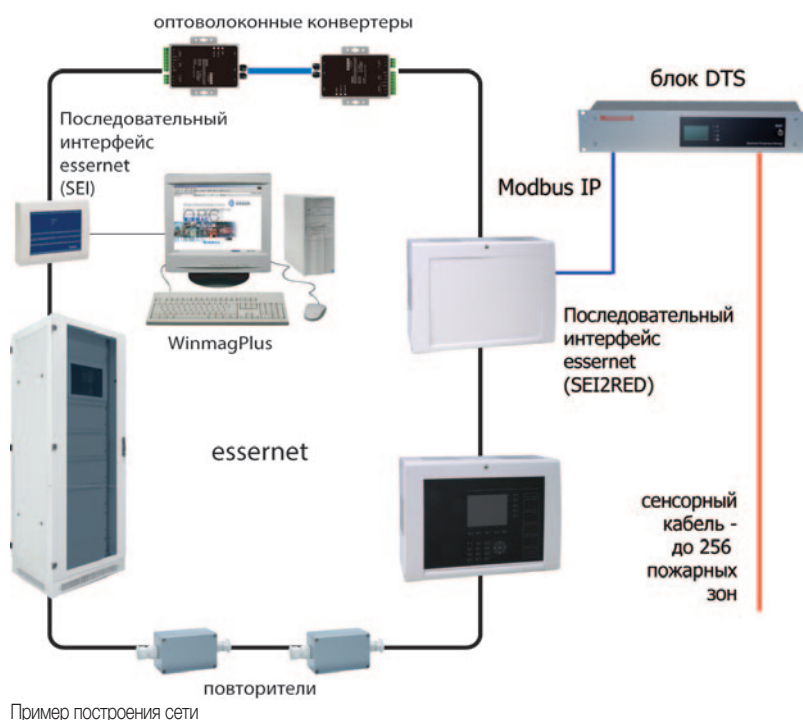 оптоволоконные конвертеры
блок DTS
Последовательный
интерфейс
essernet
(SEI)
Modbus IP
WinmagPlus
Последовательный
интерфейс
essernet
(SEI2RED)
essernet
сенсорный
кабель -
до 256
пожарных
зон
повторители
Пример построения сети